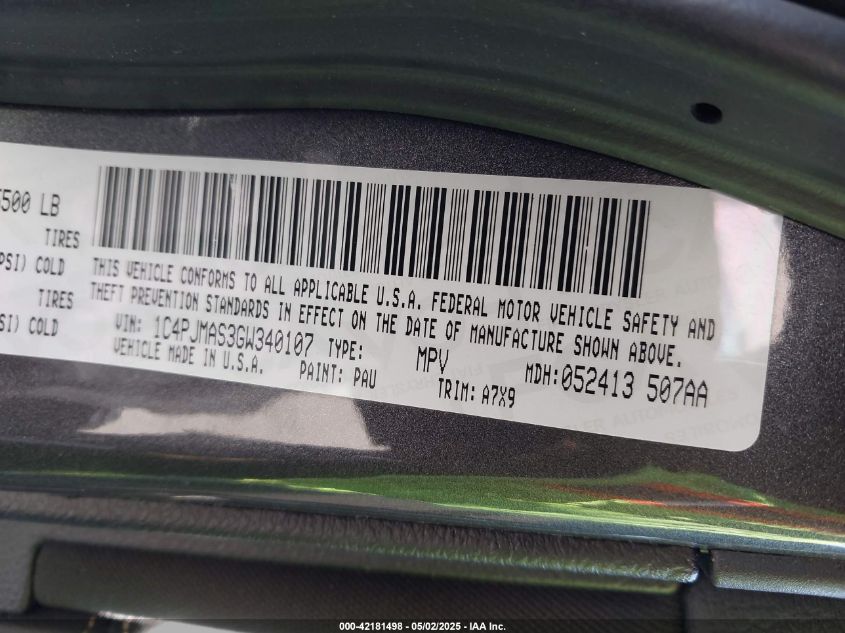 500 LB
TIRES
PSI) COLD
TIRES
SI) COLD
THIS VEHICLE CONFORMS TO ALL APPLICABLE U.S.A. FEDERAL MOTOR VEHICLE SAFETY AND
THEFT PREVENTION STANDARDS IN EFFECT ON THE DATE OF MANUFACTURE SHOWN ABOVE.
VIN: 1C4PJMAS3GW340107 TYPE: MPV MDH:052413 507AA
VEHICLE MADE IN U.S.A. PAINT: PAU TRIM: A7X9
000-42181498 - 05/02/2025 - IAA Inc.